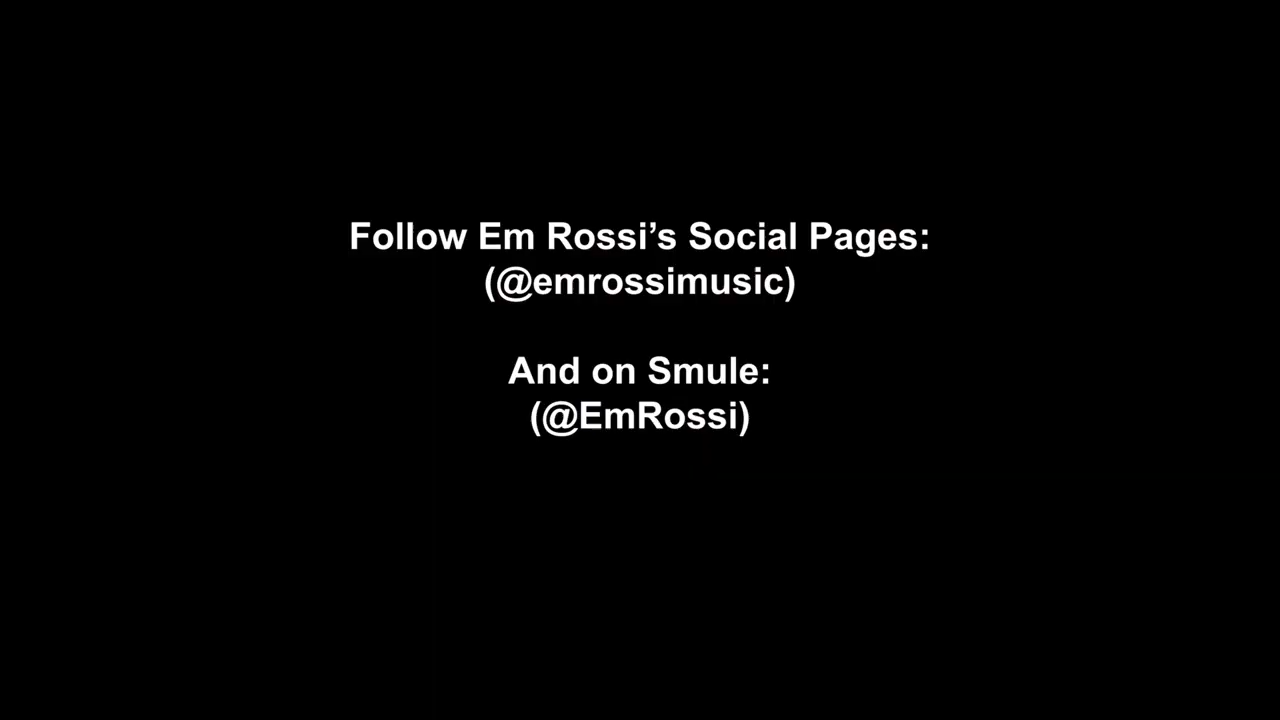 Follow Em Rossi’s Social Pages:
(@emrossimusic)
And on Smule:
(@EmRossi)